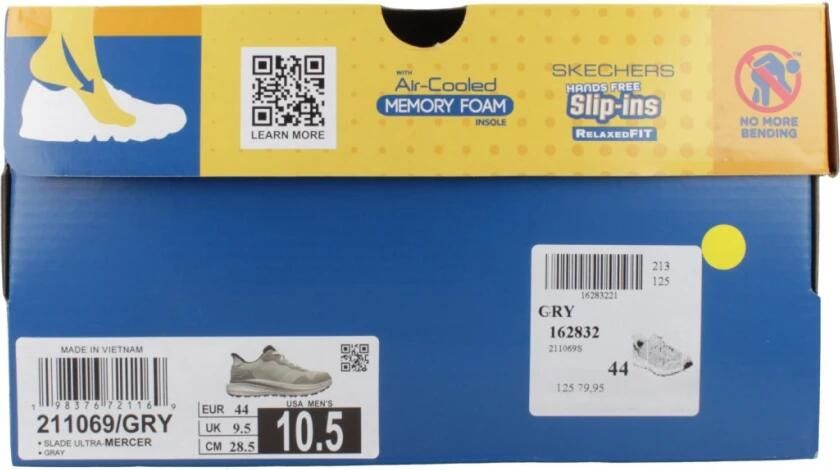 LEARN MORE
WITH
Air-Cooled
MEMORY FOAM
INSOLE
SKECHERS
HANDS FREE
Slip-ins
RELAXED FIT
TM
NO MORE
BENDING
213
125
16283221
GRY
162832
211069S
44
125 79,95
MADE IN VIETNAM
1 98376 72116 9
211069/GRY
• SLADE ULTRA-MERCER
• GRAY
EUR 44
UK 9.5
CM 28.5
USA MEN'S
10.5